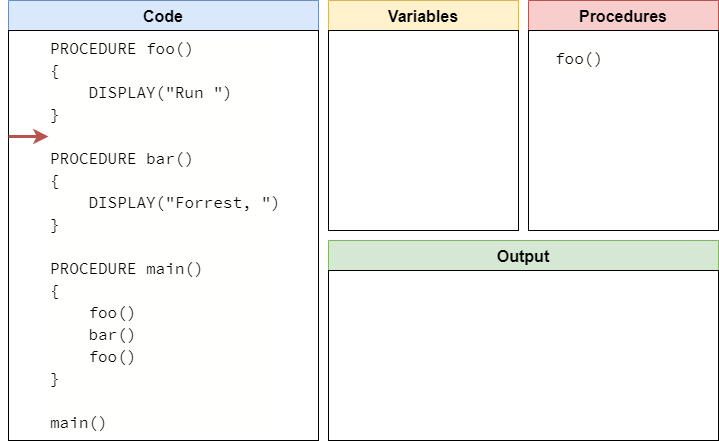 Code
PROCEDURE foo()
{
    DISPLAY("Run ")
}
PROCEDURE bar()
{
    DISPLAY("Forrest, ")
}
PROCEDURE main()
{
    foo()
    bar()
    foo()
}
main()
Variables
Procedures
foo()
Output